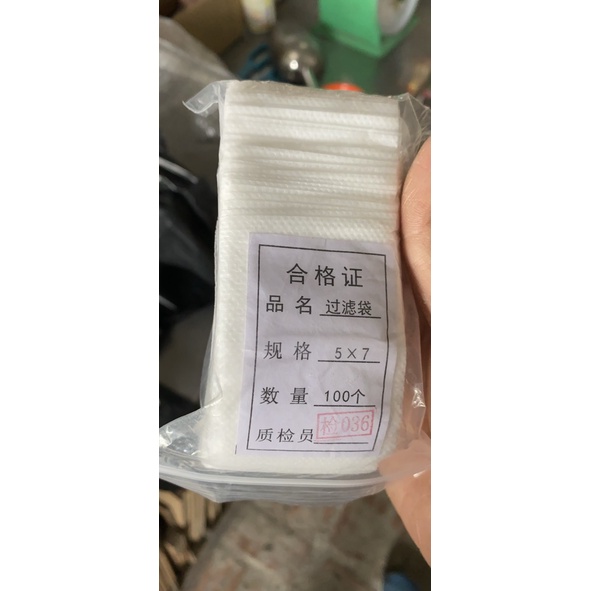 合格证
品名 过滤袋
规格 5×7
数量 100个
质检员 检036